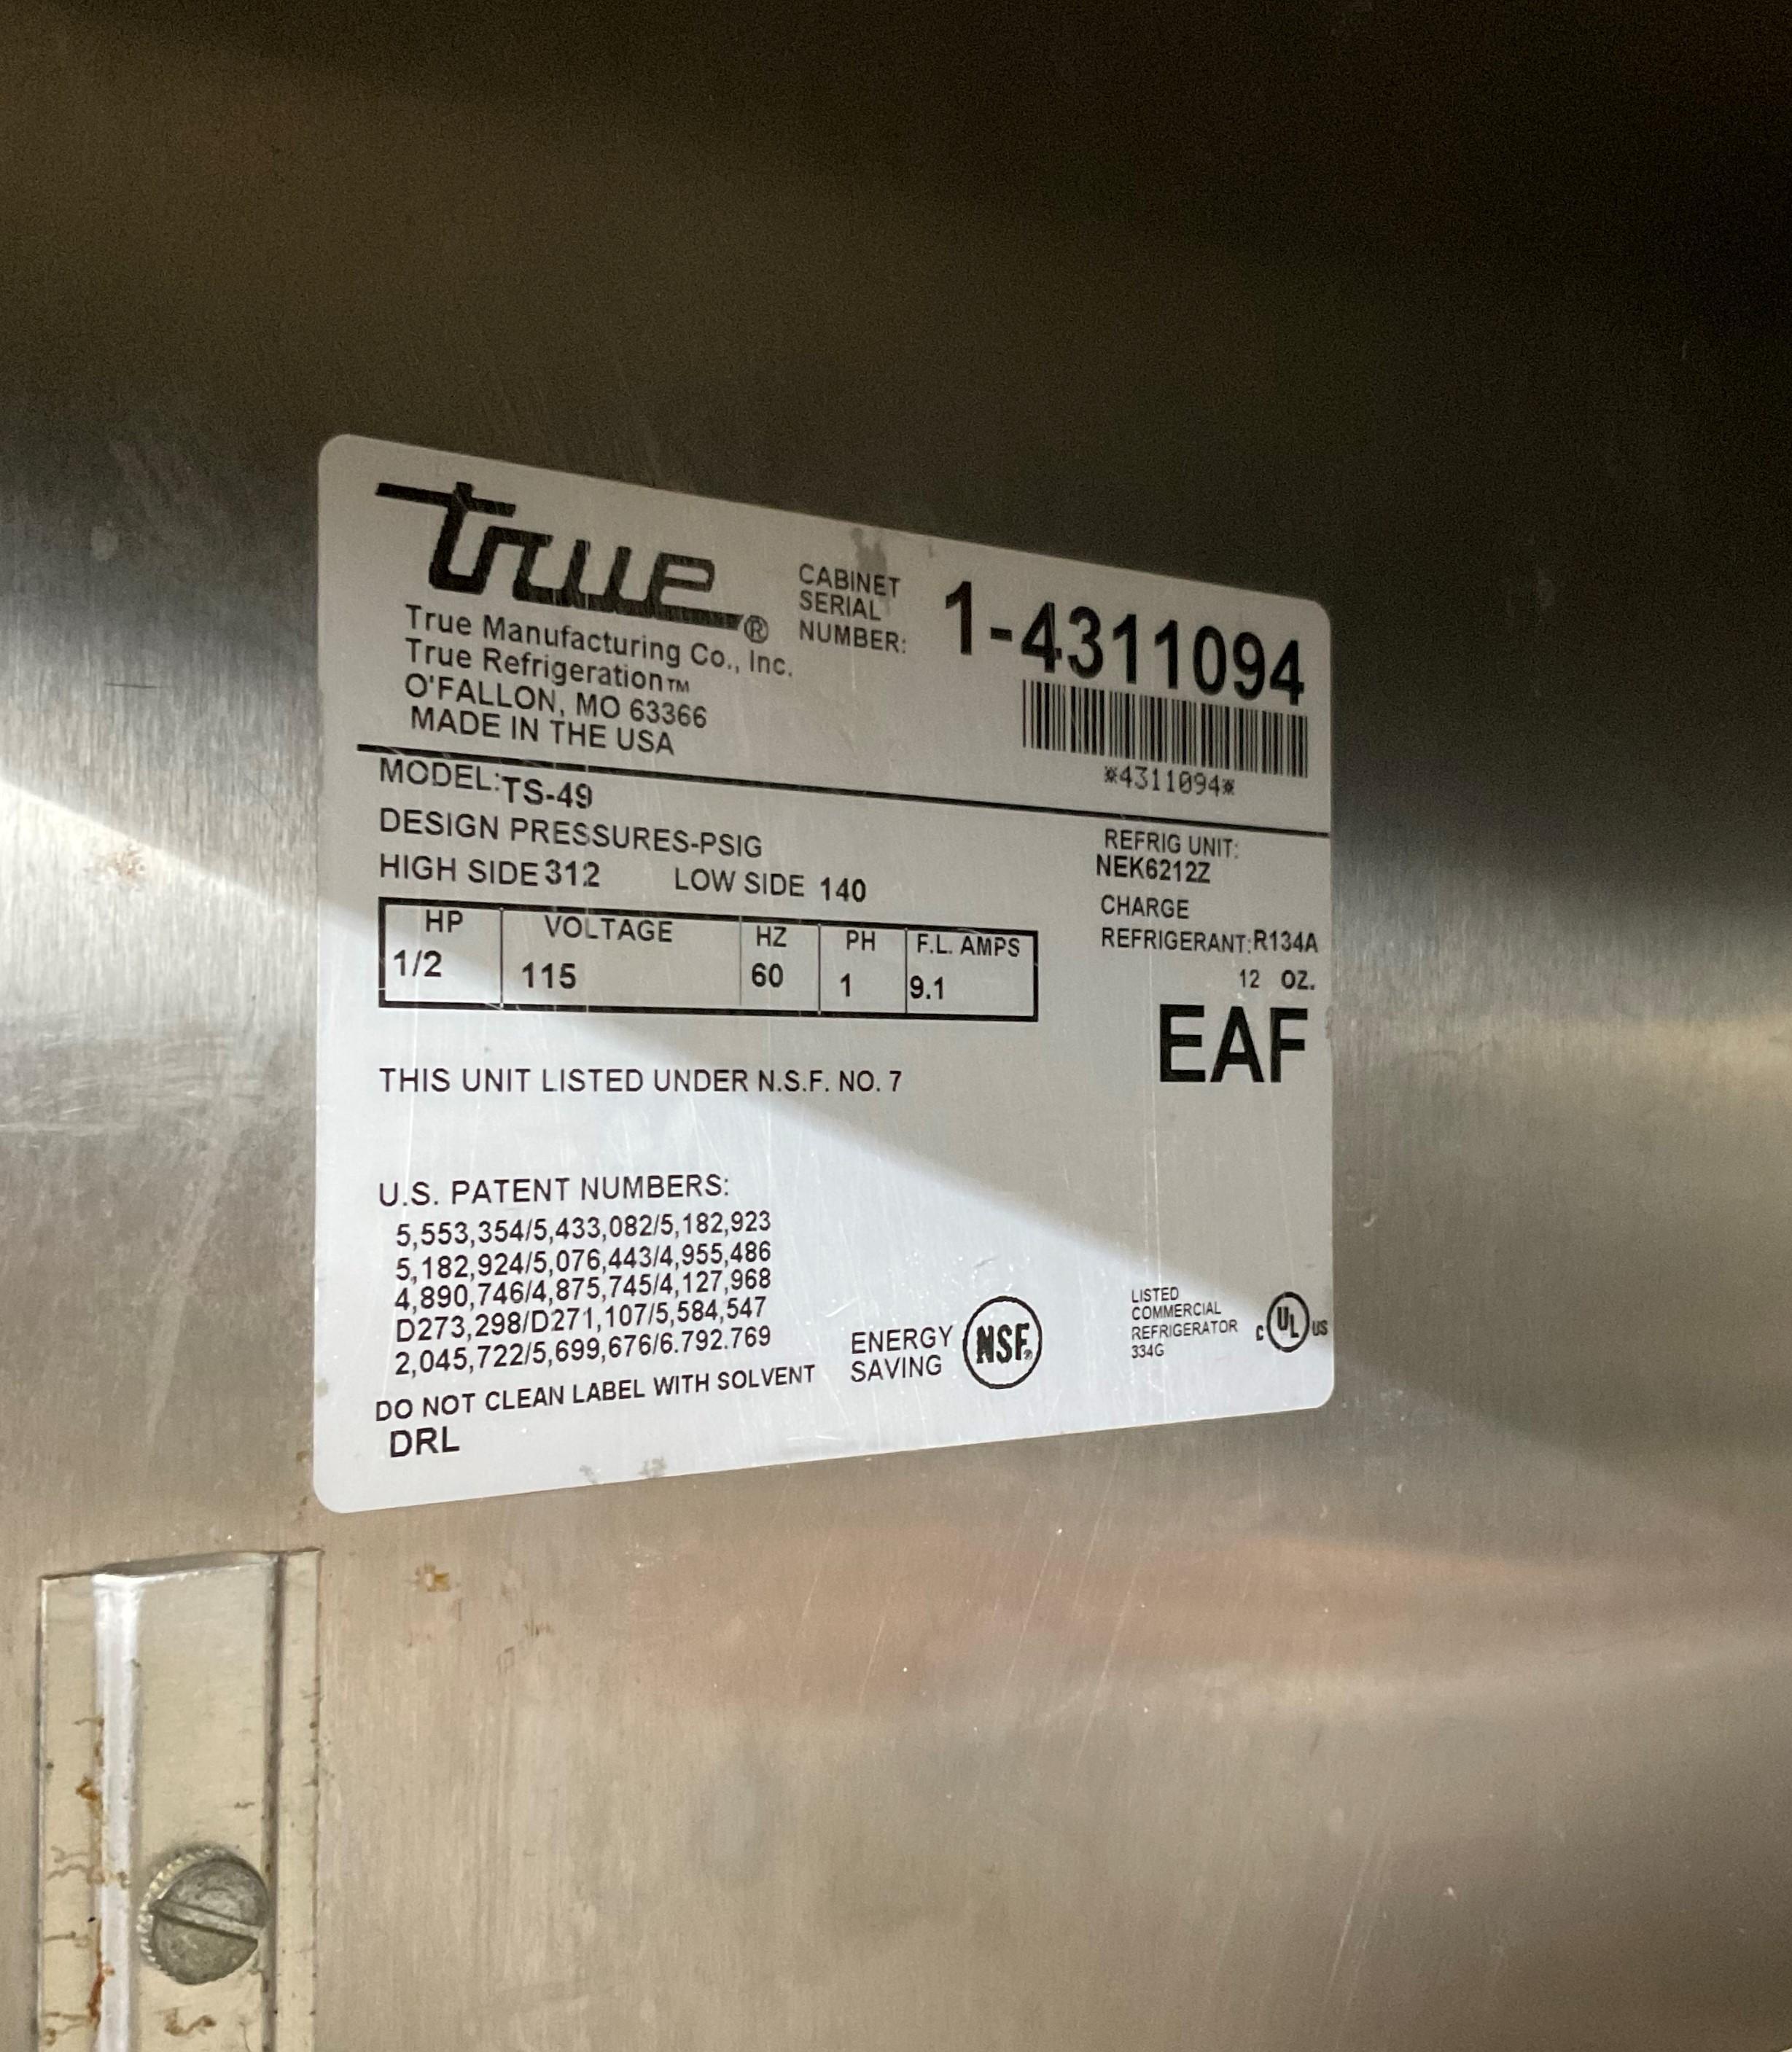 true®
CABINET
SERIAL
NUMBER:
1-4311094
*4311094*
True Manufacturing Co., Inc.
True Refrigeration™
O'FALLON, MO 63366
MADE IN THE USA
MODEL:TS-49
DESIGN PRESSURES-PSIG
HIGH SIDE 312 LOW SIDE 140
REFRIG UNIT:
NEK6212Z
CHARGE
REFRIGERANT:R134A
12 OZ.
HP VOLTAGE HZ PH F.L. AMPS
1/2 115 60 1 9.1
EAF
THIS UNIT LISTED UNDER N.S.F. NO. 7
U.S. PATENT NUMBERS:
5,553,354/5,433,082/5,182,923
5,182,924/5,076,443/4,955,486
4,890,746/4,875,745/4,127,968
D273,298/D271,107/5,584,547
2,045,722/5,699,676/6.792.769
DO NOT CLEAN LABEL WITH SOLVENT
DRL
ENERGY
SAVING
NSF®
LISTED
COMMERCIAL
REFRIGERATOR
334G
C UL US